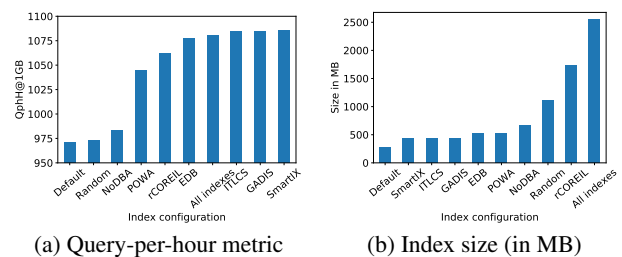 QphH@1GB
1100
1075
1050
1025
1000
975
950
Default
Random
NoDBA
POWA
rCOREIL
EDB
All indexes
ITLCS
GADIS
SmartIX
Index configuration
(a) Query-per-hour metric
Size in MB
2500
2000
1500
1000
500
0
Default
SmartIX
ITLCS
GADIS
EDB
POWA
NoDBA
Random
rCOREIL
All indexes
Index configuration
(b) Index size (in MB)